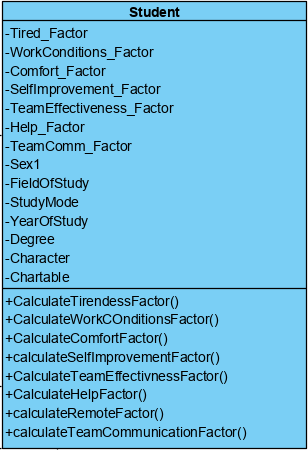 Student
-Tired_Factor
-WorkConditions_Factor
-Comfort_Factor
-SelfImprovement_Factor
-TeamEffectiveness_Factor
-Help_Factor
-TeamComm_Factor
-Sex1
-FieldOfStudy
-StudyMode
-YearOfStudy
-Degree
-Character
-Chartable
+CalculateTirendessFactor()
+CalculateWorkCOnditionsFactor()
+CalculateComfortFactor()
+calculateSelfImprovementFactor()
+CalculateTeamEffectivnessFactor()
+CalculateHelpFactor()
+calculateRemoteFactor()
+calculateTeamCommunicationFactor()